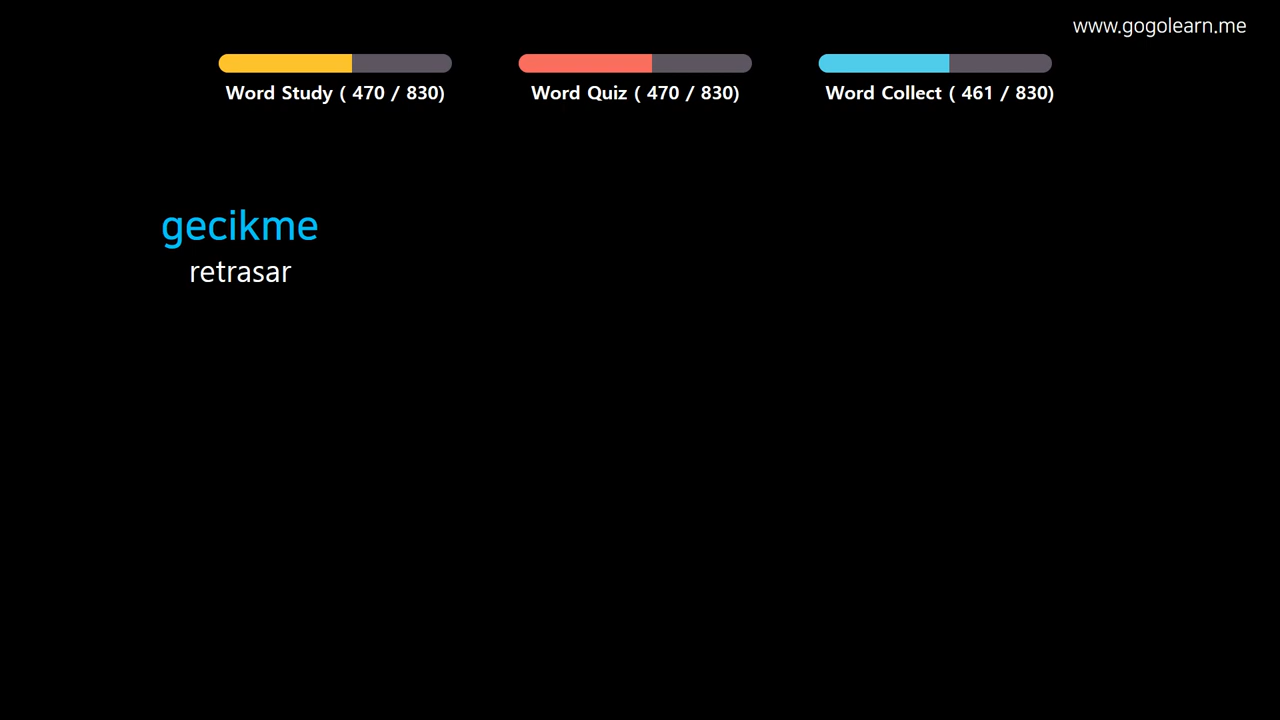 www.gogolearn.me
Word Study ( 470 / 830)
Word Quiz ( 470 / 830)
Word Collect ( 461 / 830)
gecikme
retrasar